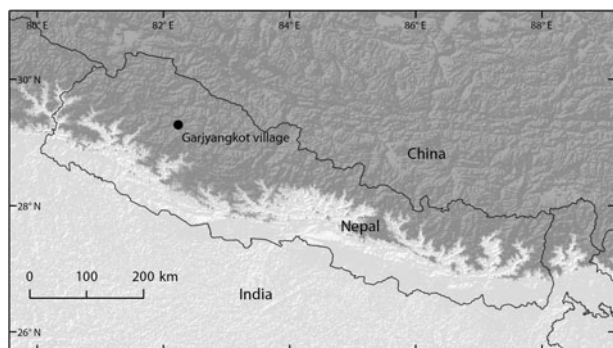 80° E
82° E
84° E
86° E
88° E
30° N
Garjyangkot village
China
28° N
Nepal
0 100 200 km
India
26° N